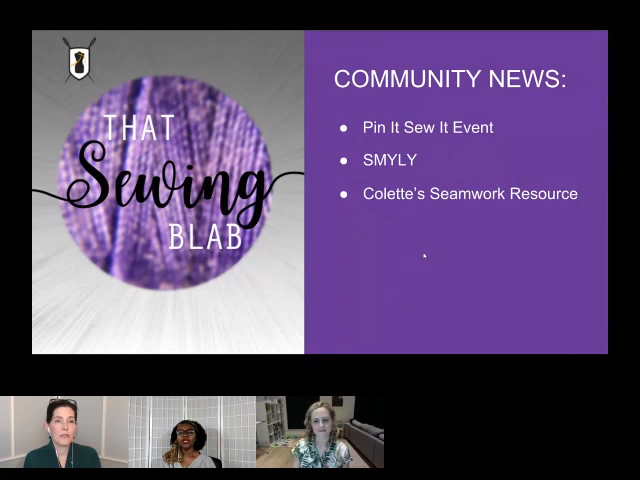 THAT
Sewing
BLAB
COMMUNITY NEWS:
● Pin It Sew It Event
● SMYLY
● Colette's Seamwork Resource